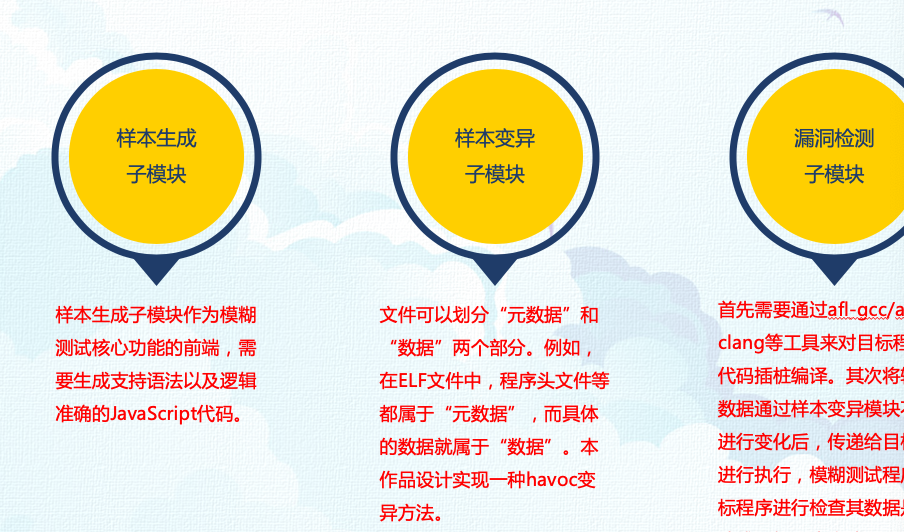 样本生成
子模块
样本生成子模块作为模糊
测试核心功能的前端，需
要生成支持语法以及逻辑
准确的JavaScript代码。
样本变异
子模块
文件可以划分“元数据”和
“数据”两个部分。例如，
在ELF文件中，程序头文件等
都属于“元数据”，而具体
的数据就属于“数据”。本
作品设计实现一种havoc变
异方法。
漏洞检测
子模块
首先需要通过afl-gcc/a
clang等工具来对目标程
代码插桩编译。其次将
数据通过样本变异模块
进行变化后，传递给目
进行执行，模糊测试程
标程序进行检查其数据